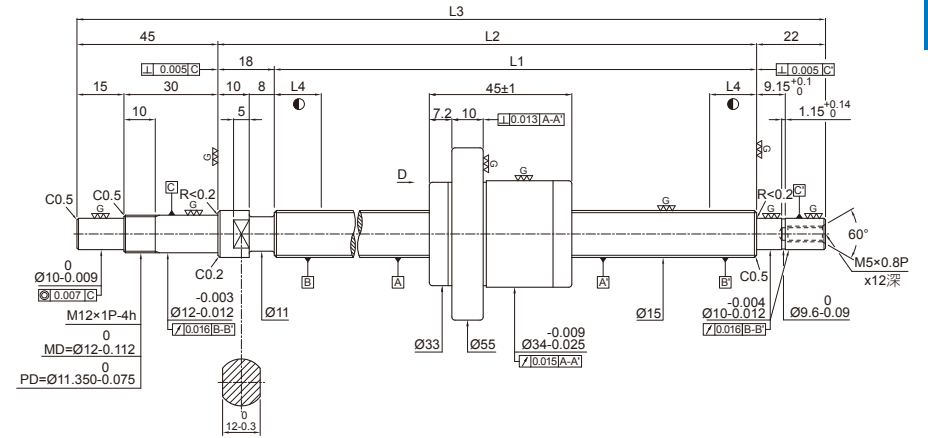 L3
45 L2 22
⊥ 0.005 C 18 L1 ⊥ 0.005 C'
15 30 10 8 L4 45±1 L4 9.15 +0.1 0
10 5 7.2 10 ⊥ 0.013 A-A' 1.15 +0.14 0
G G G
D
C0.5 C0.5 G C G R<0.2 G G R<0.2 G C' G
60°
C0.2 C0.5 M5×0.8P
x12深
B A A' B'
0
Ø10-0.009
◎ 0.007 C
-0.003
Ø12-0.012
0.016 B-B'
Ø11
Ø15
-0.004
Ø10-0.012
0.016 B-B'
0
Ø9.6-0.09
M12×1P-4h
0
MD=Ø12-0.112
0
PD=Ø11.350-0.075
Ø33 Ø55
-0.009
Ø34-0.025
0.015 A-A'
0
12-0.3